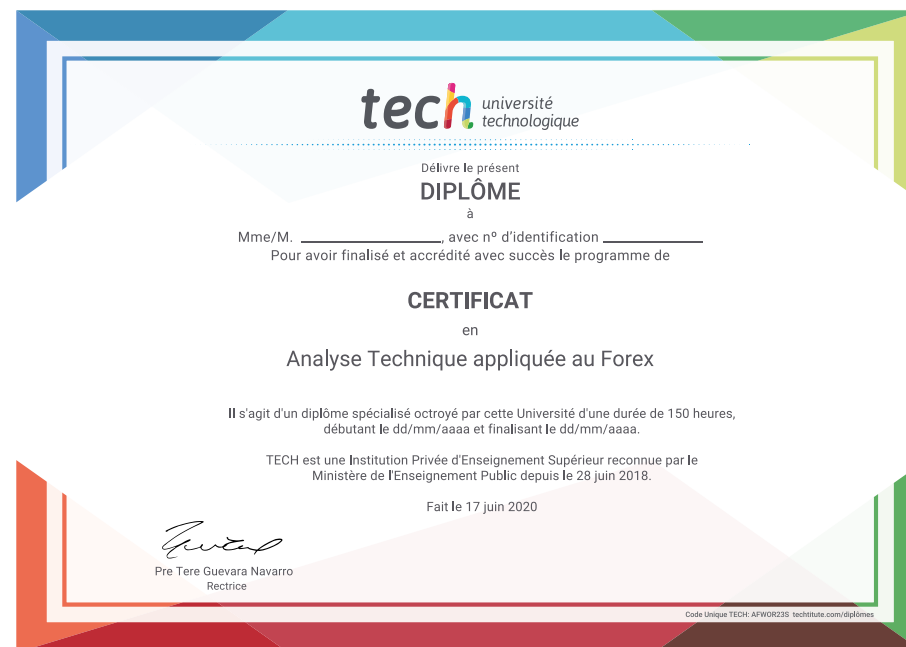 tech université
technologique
Délivre le présent
DIPLÔME
à
Mme/M. ____________________, avec nº d'identification ______________
Pour avoir finalisé et accrédité avec succès le programme de
CERTIFICAT
en
Analyse Technique appliquée au Forex
Il s'agit d'un diplôme spécialisé octroyé par cette Université d'une durée de 150 heures,
débutant le dd/mm/aaaa et finalisant le dd/mm/aaaa.
TECH est une Institution Privée d'Enseignement Supérieur reconnue par le
Ministère de l'Enseignement Public depuis le 28 juin 2018.
Fait le 17 juin 2020
Pre Tere Guevara Navarro
Rectrice
Code Unique TECH: AFWOR23S techtitute.com/diplômes